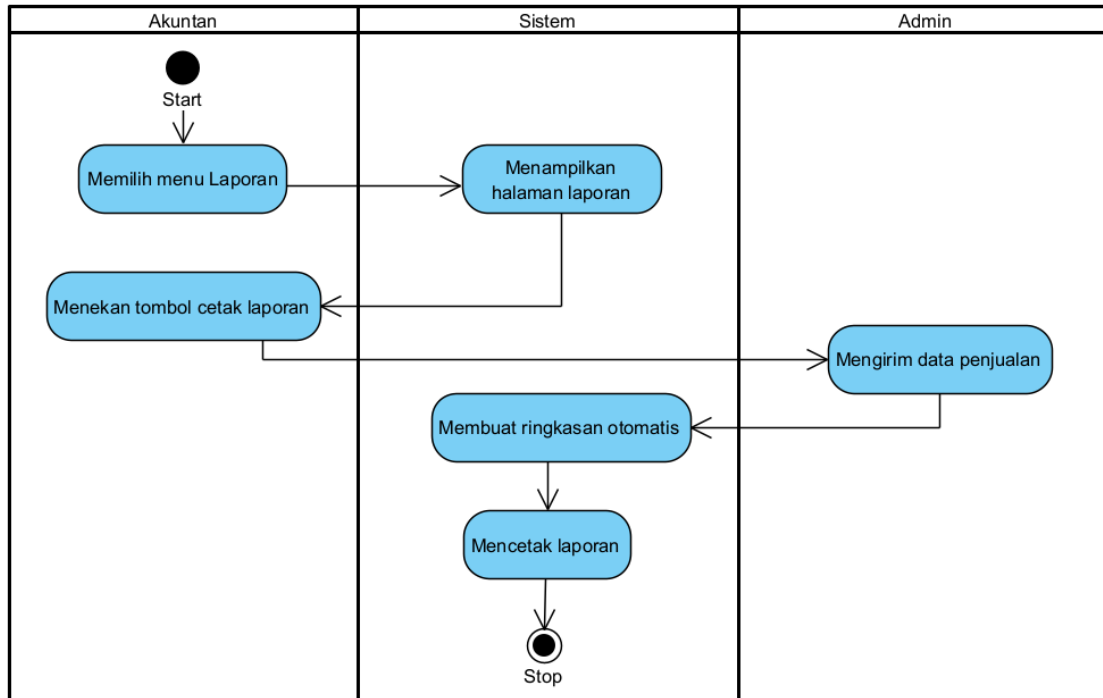 Akuntan
Sistem
Admin
Start
Memilih menu Laporan
Menampilkan
halaman laporan
Menekan tombol cetak laporan
Mengirim data penjualan
Membuat ringkasan otomatis
Mencetak laporan
Stop